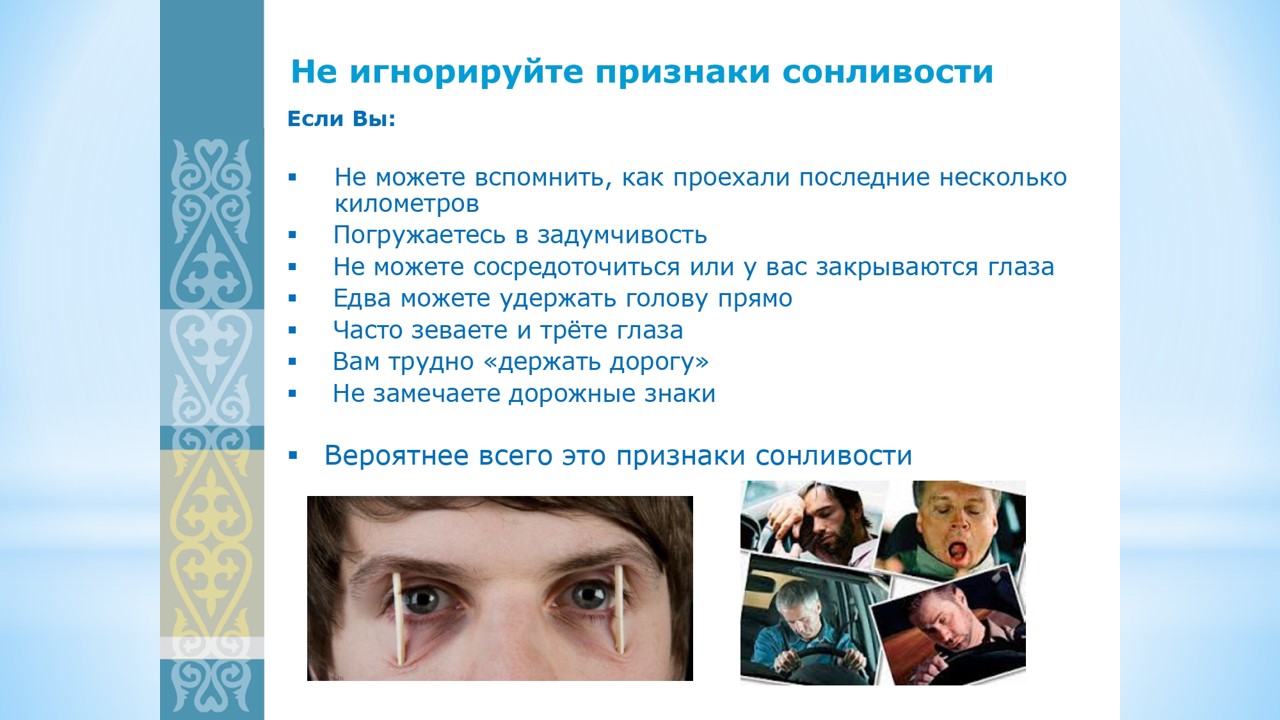 Не игнорируйте признаки сонливости
Если Вы:
▪ Не можете вспомнить, как проехали последние несколько
километров
▪ Погружаетесь в задумчивость
▪ Не можете сосредоточиться или у вас закрываются глаза
▪ Едва можете удержать голову прямо
▪ Часто зеваете и трёте глаза
▪ Вам трудно «держать дорогу»
▪ Не замечаете дорожные знаки
▪ Вероятнее всего это признаки сонливости